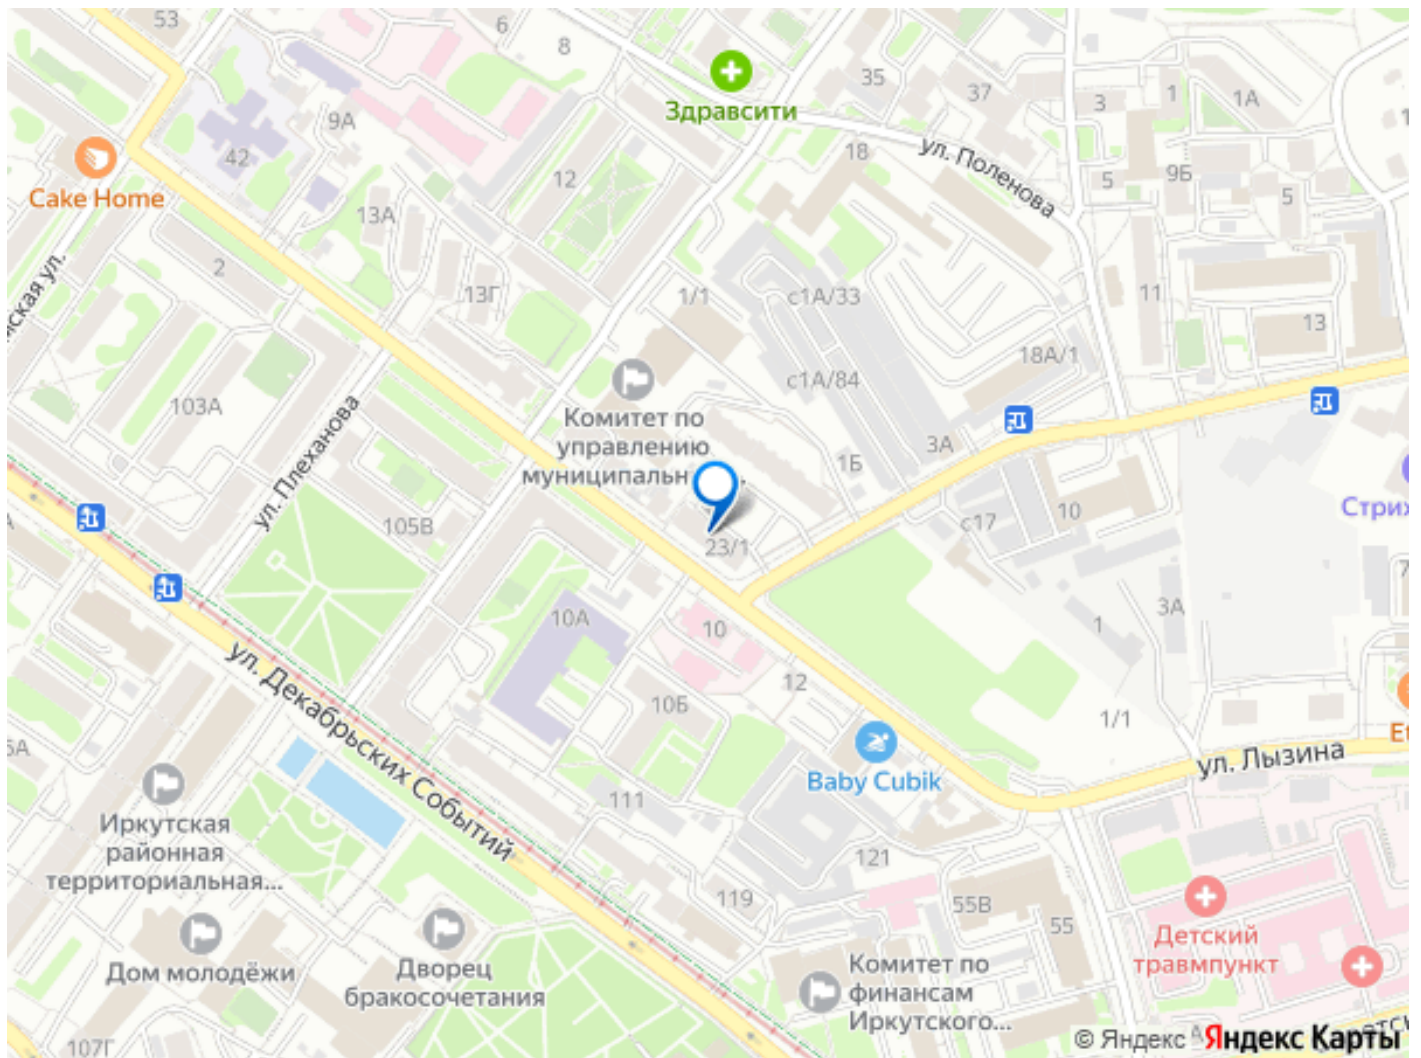 53
6
8
Здравсити
35
37
3
1
1А
9А
42
Cake Home
12
18
ул. Поленова
5
9Б
5
13А
2
ская ул.
13Г
1/1
с1А/33
11
13
18А/1
с1А/84
103А
Комитет по
управлению
муниципальн
ул. Плеханова
1Б
3А
105В
23/1
с17
10
Стриж
7
3А
1
10А
10
12
10Б
1/1
ул. Декабрьских Событий
5А
Baby Cubik
ул. Лызина
Et
111
Иркутская
районная
территориальная...
121
119
55В
55
Дом молодёжи
Дворец
бракосочетания
Комитет по
финансам
Иркутского...
Детский
травмпункт
107Г
© Яндекс
Яндекс Карты